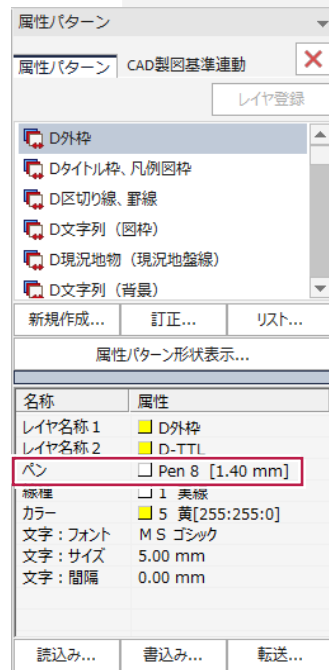 属性パターン
属性パターン CAD製図基準連動
レイヤ登録
D外枠
Dタイトル枠、凡例図枠
D区切り線、罫線
D文字列（図枠）
D現況地物（現況地盤線）
D文字列（背景）
新規作成... 訂正... リスト...
属性パターン形状表示...
名称 属性
レイヤ名称1 D外枠
レイヤ名称2 D-TTL
ペン Pen 8 [1.40 mm]
線種 1 実線
カラー 5 黄[255:255:0]
文字：フォント ＭＳ ゴシック
文字：サイズ 5.00 mm
文字：間隔 0.00 mm
読込み... 書込み... 転送...